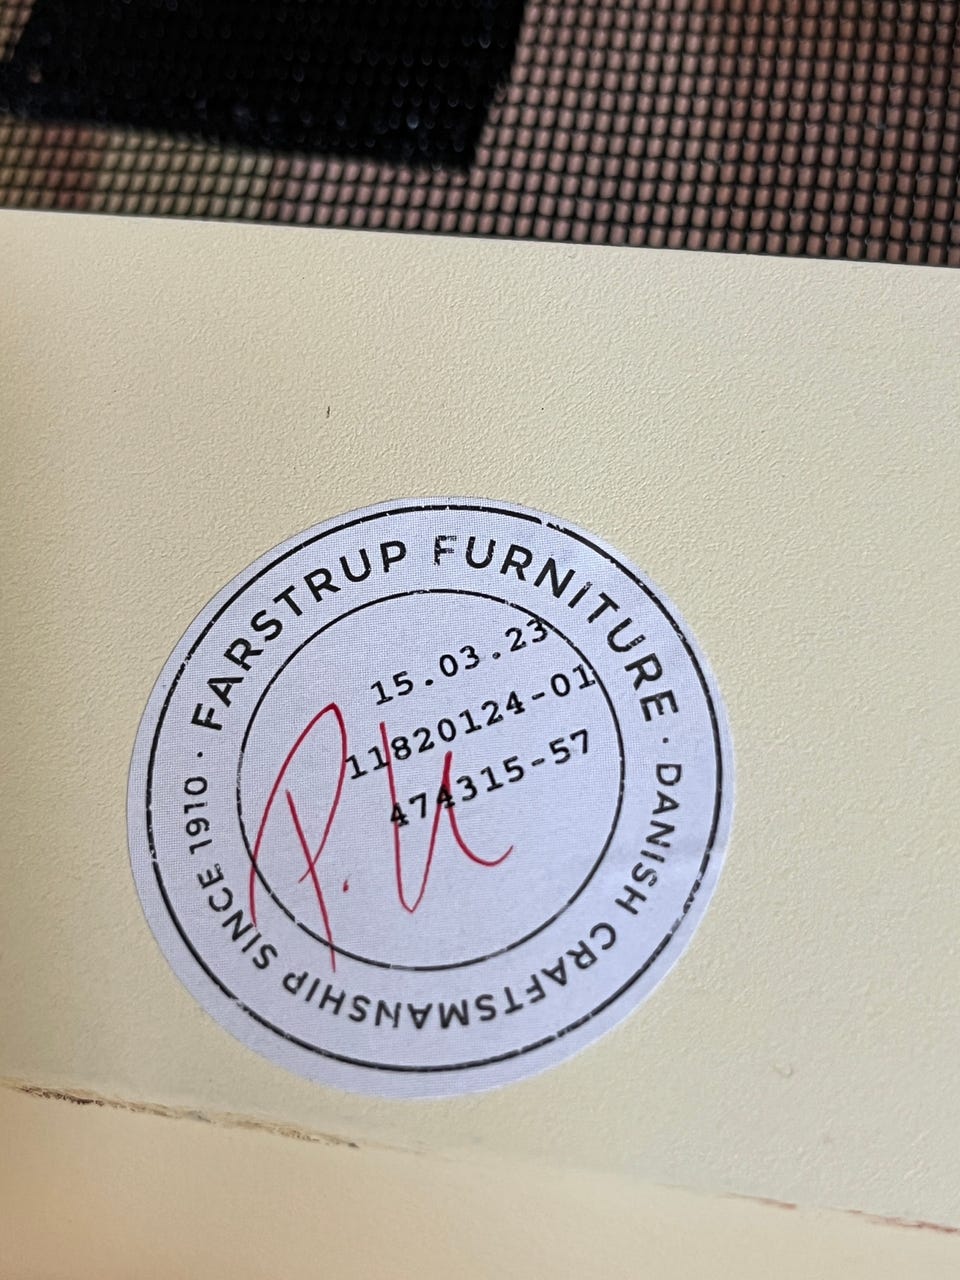 FARSTRUP FURNiTURE · DANISH CRAFTSMANSHIP SINCE 1910 ·
15.03.23
11820124-01
474315-57